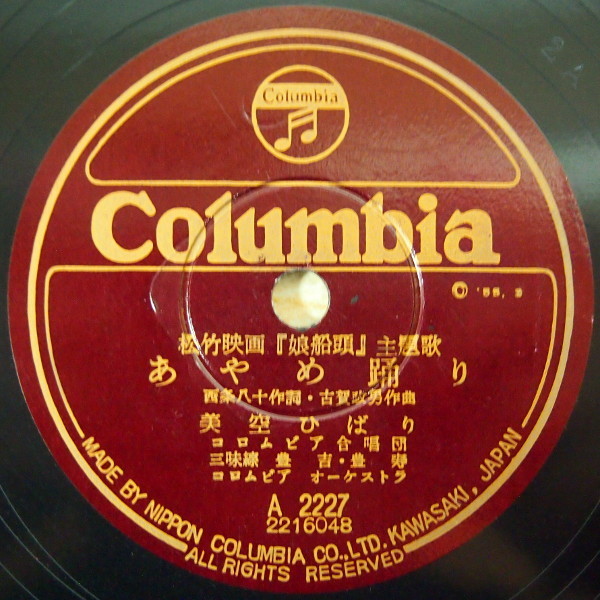 2A
Columbia
Columbia
Ⓞ '55. 3
松竹映画『娘船頭』主題歌
あやめ踊り
西条八十作詞・古賀政男作曲
美空ひばり
コロムビア合唱団
三味線 豊吉・豊寿
コロムビア オーケストラ
A 2227
2216048
MADE BY NIPPON COLUMBIA CO.,LTD. KAWASAKI, JAPAN
ALL RIGHTS RESERVED